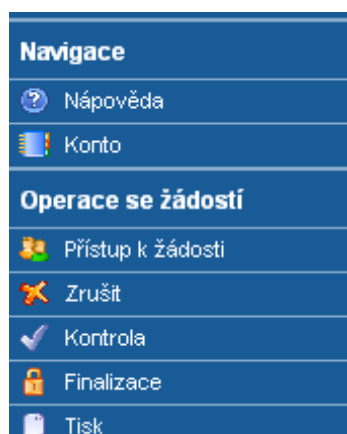 Navigace
Nápověda
Konto
Operace se žádostí
Přístup k žádosti
Zrušit
Kontrola
Finalizace
Tisk